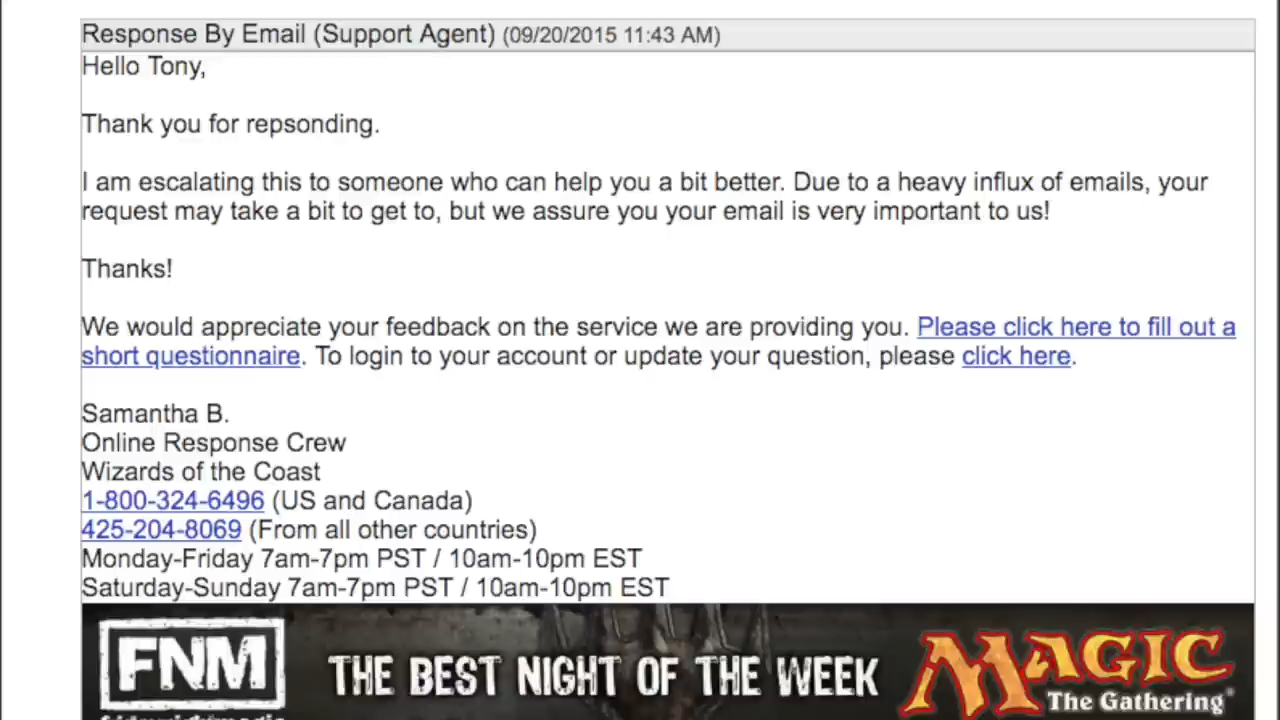 Response By Email (Support Agent) (09/20/2015 11:43 AM)
Hello Tony,
Thank you for repsonding.
I am escalating this to someone who can help you a bit better. Due to a heavy influx of emails, your
request may take a bit to get to, but we assure you your email is very important to us!
Thanks!
We would appreciate your feedback on the service we are providing you. Please click here to fill out a
short questionnaire. To login to your account or update your question, please click here.
Samantha B.
Online Response Crew
Wizards of the Coast
1-800-324-6496 (US and Canada)
425-204-8069 (From all other countries)
Monday-Friday 7am-7pm PST / 10am-10pm EST
Saturday-Sunday 7am-7pm PST / 10am-10pm EST
FNM
THE BEST NIGHT OF THE WEEK
MAGIC
The Gathering®